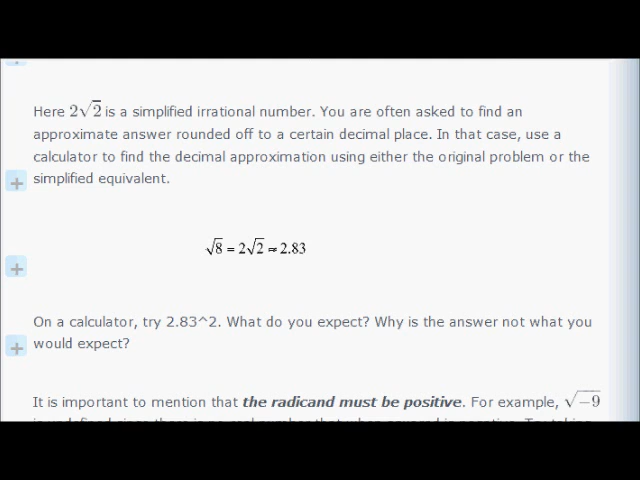 Here 2√2 is a simplified irrational number. You are often asked to find an
approximate answer rounded off to a certain decimal place. In that case, use a
calculator to find the decimal approximation using either the original problem or the
simplified equivalent.
√8 = 2√2 ≈ 2.83
On a calculator, try 2.83^2. What do you expect? Why is the answer not what you
would expect?
It is important to mention that the radicand must be positive. For example, √−9